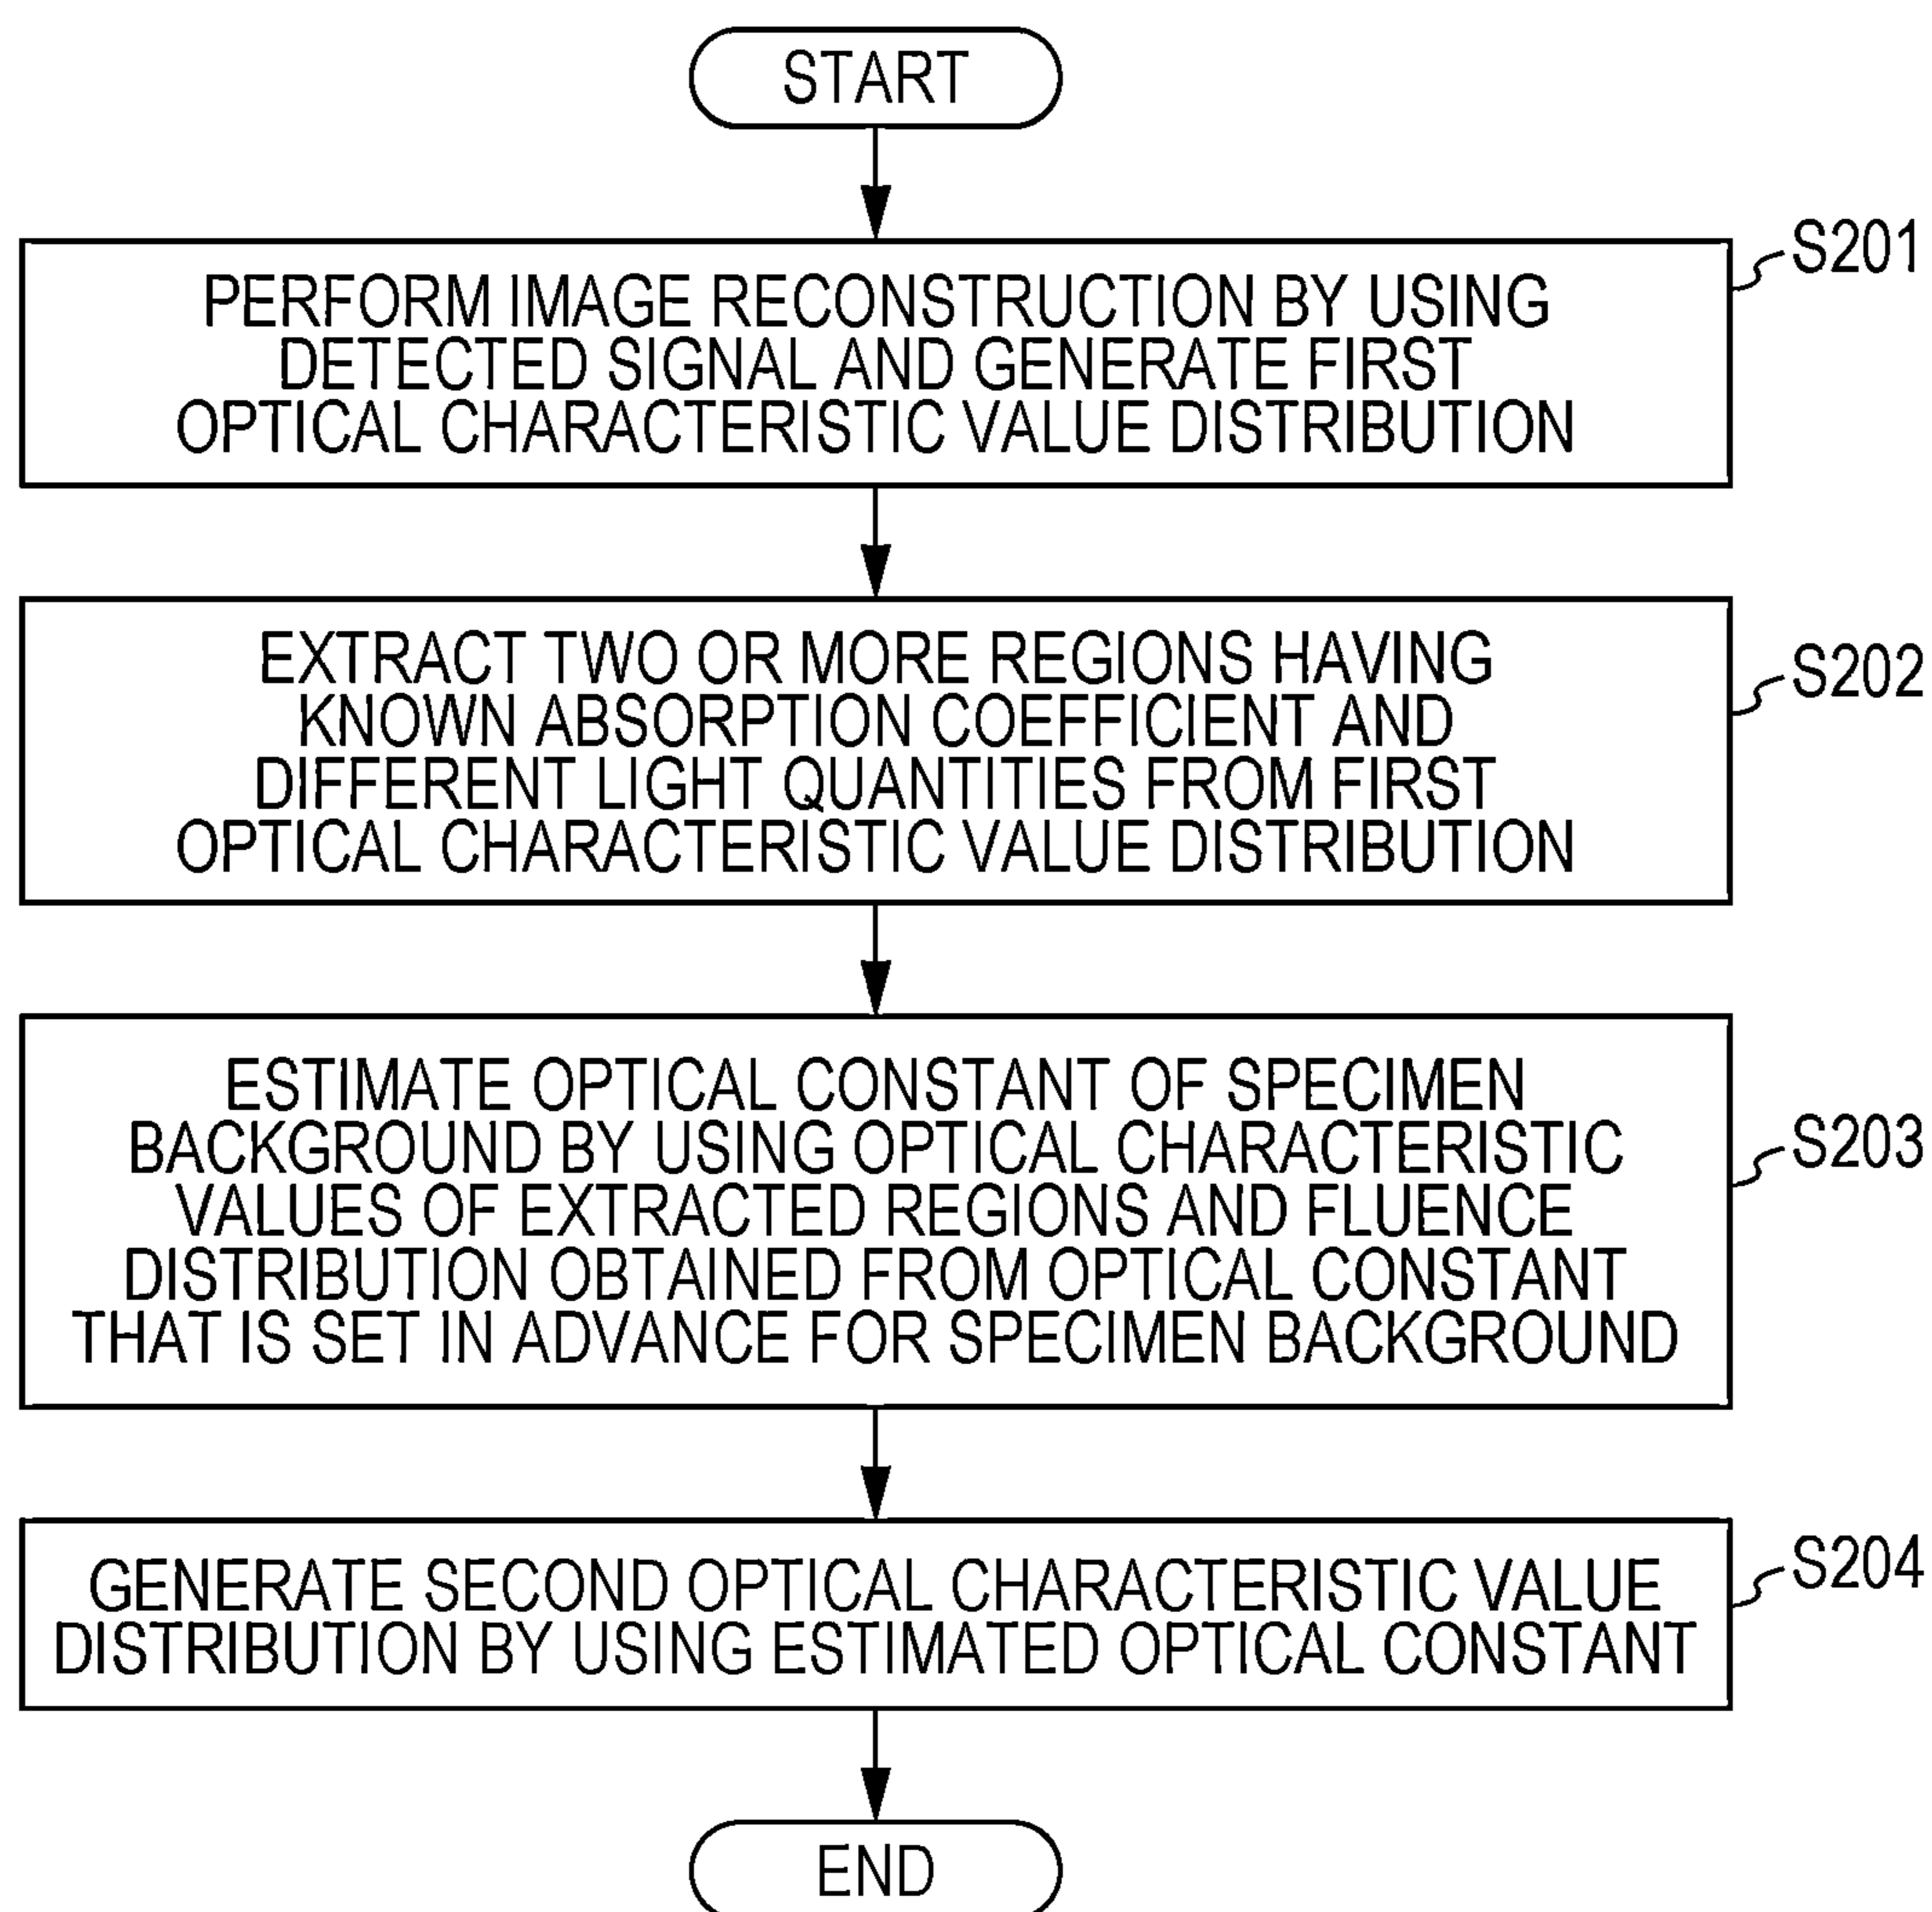 START
S201
PERFORM IMAGE RECONSTRUCTION BY USING
DETECTED SIGNAL AND GENERATE FIRST
OPTICAL CHARACTERISTIC VALUE DISTRIBUTION
S202
EXTRACT TWO OR MORE REGIONS HAVING
KNOWN ABSORPTION COEFFICIENT AND
DIFFERENT LIGHT QUANTITIES FROM FIRST
OPTICAL CHARACTERISTIC VALUE DISTRIBUTION
S203
ESTIMATE OPTICAL CONSTANT OF SPECIMEN
BACKGROUND BY USING OPTICAL CHARACTERISTIC
VALUES OF EXTRACTED REGIONS AND FLUENCE
DISTRIBUTION OBTAINED FROM OPTICAL CONSTANT
THAT IS SET IN ADVANCE FOR SPECIMEN BACKGROUND
S204
GENERATE SECOND OPTICAL CHARACTERISTIC VALUE
DISTRIBUTION BY USING ESTIMATED OPTICAL CONSTANT
END